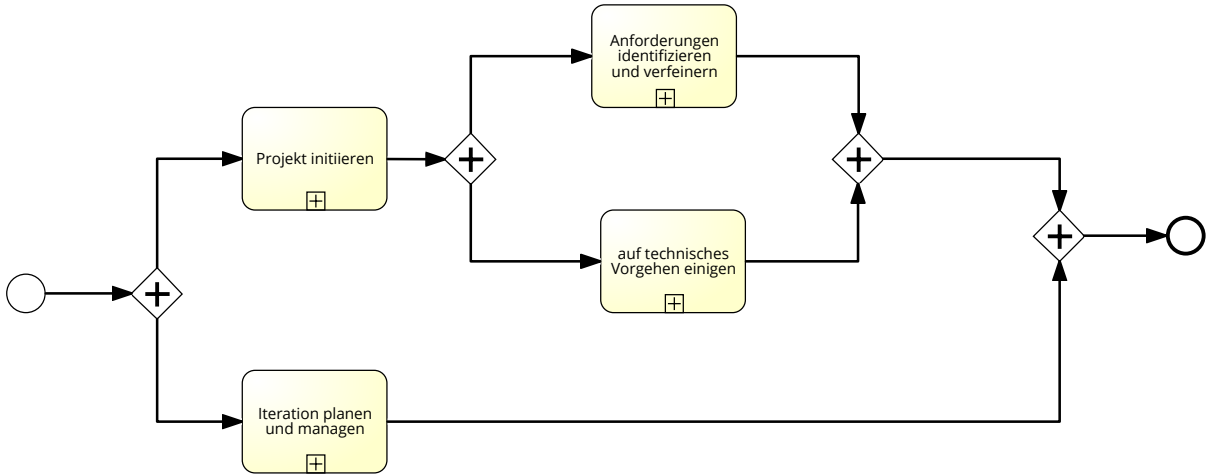 Anforderungen
identifizieren
und verfeinern
Projekt initiieren
auf technisches
Vorgehen einigen
Iteration planen
und managen